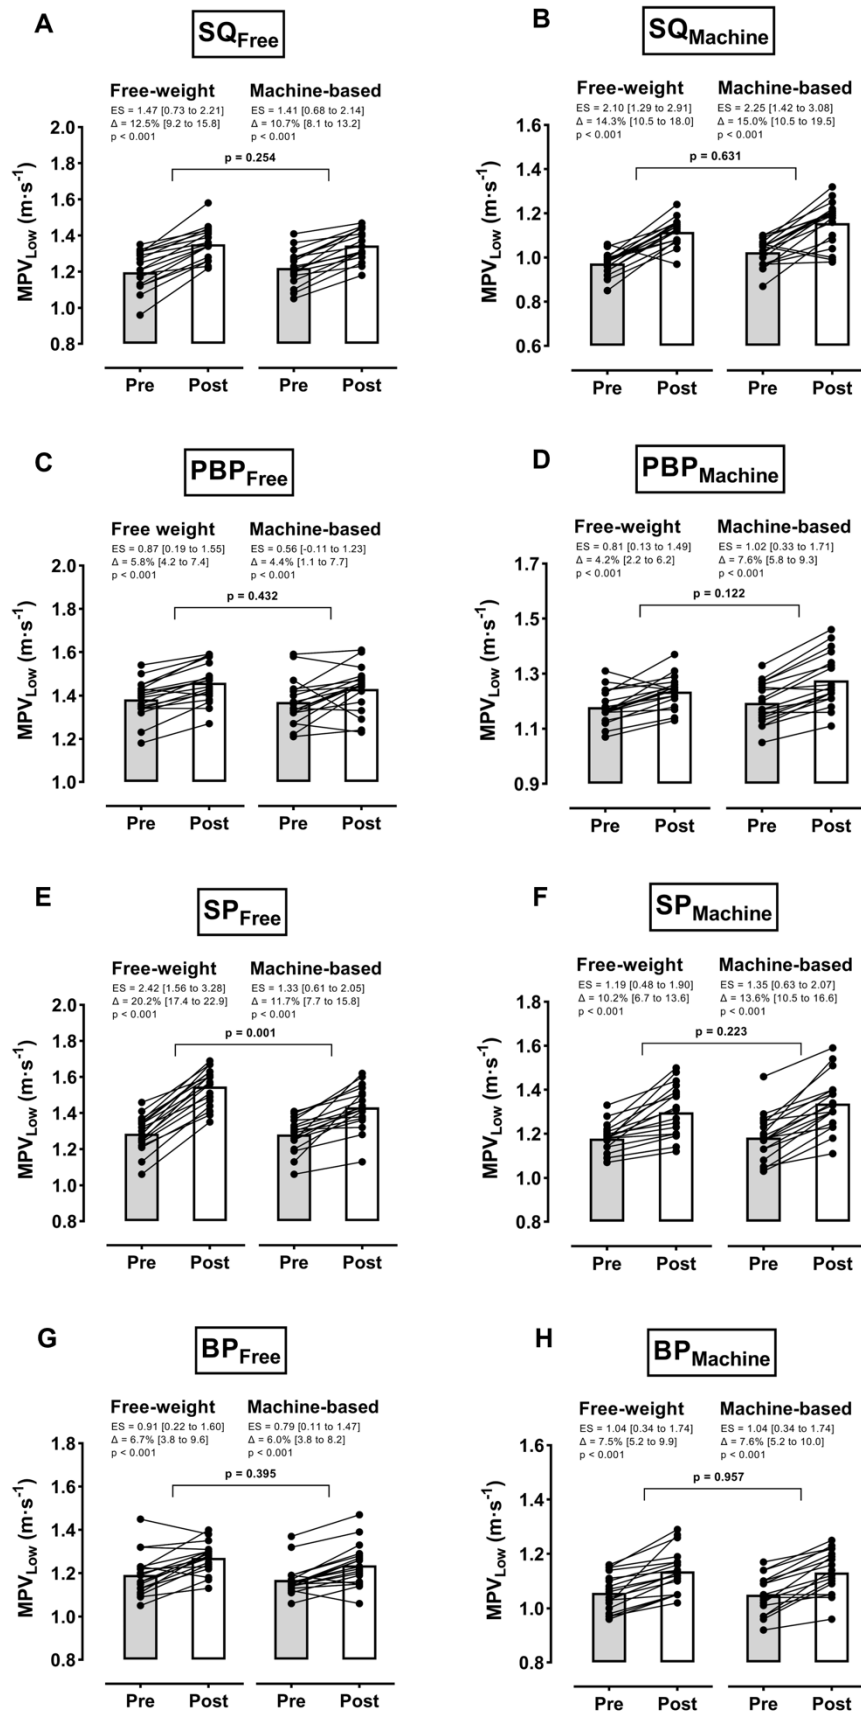 A
SQFree
Free-weight
ES = 1.47 [0.73 to 2.21]
Δ = 12.5% [9.2 to 15.8]
p < 0.001
Machine-based
ES = 1.41 [0.68 to 2.14]
Δ = 10.7% [8.1 to 13.2]
p < 0.001
p = 0.254
MPVLow (m·s-1)
2.0
1.8
1.6
1.4
1.2
1.0
0.8
Pre Post Pre Post
B
SQMachine
Free-weight
ES = 2.10 [1.29 to 2.91]
Δ = 14.3% [10.5 to 18.0]
p < 0.001
Machine-based
ES = 2.25 [1.42 to 3.08]
Δ = 15.0% [10.5 to 19.5]
p < 0.001
p = 0.631
MPVLow (m·s-1)
1.6
1.4
1.2
1.0
0.8
0.6
Pre Post Pre Post
C
PBPFree
Free weight
ES = 0.87 [0.19 to 1.55]
Δ = 5.8% [4.2 to 7.4]
p < 0.001
Machine-based
ES = 0.56 [-0.11 to 1.23]
Δ = 4.4% [1.1 to 7.7]
p < 0.001
p = 0.432
MPVLow (m·s-1)
2.0
1.8
1.6
1.4
1.2
1.0
Pre Post Pre Post
D
PBPMachine
Free-weight
ES = 0.81 [0.13 to 1.49]
Δ = 4.2% [2.2 to 6.2]
p < 0.001
Machine-based
ES = 1.02 [0.33 to 1.71]
Δ = 7.6% [5.8 to 9.3]
p < 0.001
p = 0.122
MPVLow (m·s-1)
1.7
1.5
1.3
1.1
0.9
Pre Post Pre Post
E
SPFree
Free-weight
ES = 2.42 [1.56 to 3.28]
Δ = 20.2% [17.4 to 22.9]
p < 0.001
Machine-based
ES = 1.33 [0.61 to 2.05]
Δ = 11.7% [7.7 to 15.8]
p < 0.001
p = 0.001
MPVLow (m·s-1)
2.0
1.8
1.6
1.4
1.2
1.0
0.8
Pre Post Pre Post
F
SPMachine
Free-weight
ES = 1.19 [0.48 to 1.90]
Δ = 10.2% [6.7 to 13.6]
p < 0.001
Machine-based
ES = 1.35 [0.63 to 2.07]
Δ = 13.6% [10.5 to 16.6]
p < 0.001
p = 0.223
MPVLow (m·s-1)
1.8
1.6
1.4
1.2
1.0
0.8
Pre Post Pre Post
G
BPFree
Free-weight
ES = 0.91 [0.22 to 1.60]
Δ = 6.7% [3.8 to 9.6]
p < 0.001
Machine-based
ES = 0.79 [0.11 to 1.47]
Δ = 6.0% [3.8 to 8.2]
p < 0.001
p = 0.395
MPVLow (m·s-1)
1.8
1.6
1.4
1.2
1.0
0.8
Pre Post Pre Post
H
BPMachine
Free-weight
ES = 1.04 [0.34 to 1.74]
Δ = 7.5% [5.2 to 9.9]
p < 0.001
Machine-based
ES = 1.04 [0.34 to 1.74]
Δ = 7.6% [5.2 to 10.0]
p < 0.001
p = 0.957
MPVLow (m·s-1)
1.6
1.4
1.2
1.0
0.8
Pre Post Pre Post